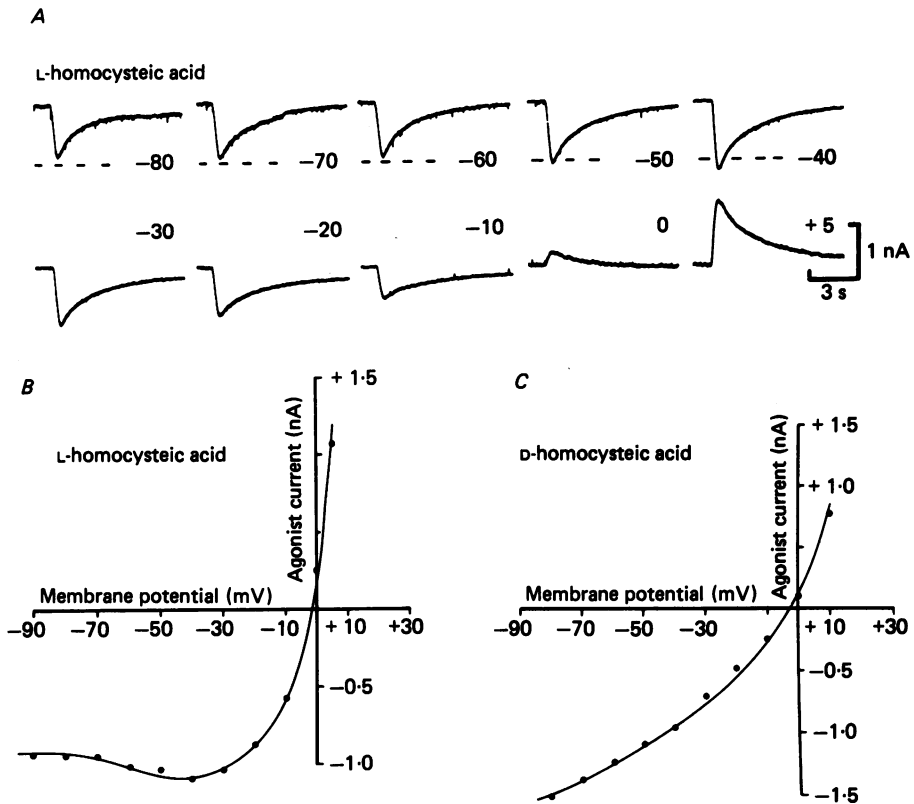 A
L-homocysteic acid
−80 −70 −60 −50 −40
−30 −20 −10 0 +5
1 nA
3 s
B
L-homocysteic acid
Agonist current (nA)
+ 1·5
Membrane potential (mV)
−90 −70 −50 −30 −10 + 10 +30
−0·5
−1·0
C
D-homocysteic acid
Agonist current (nA)
+ 1·5
+ 1·0
Membrane potential (mV)
−90 −70 −50 −30 + 10 +30
−0·5
−1·0
−1·5